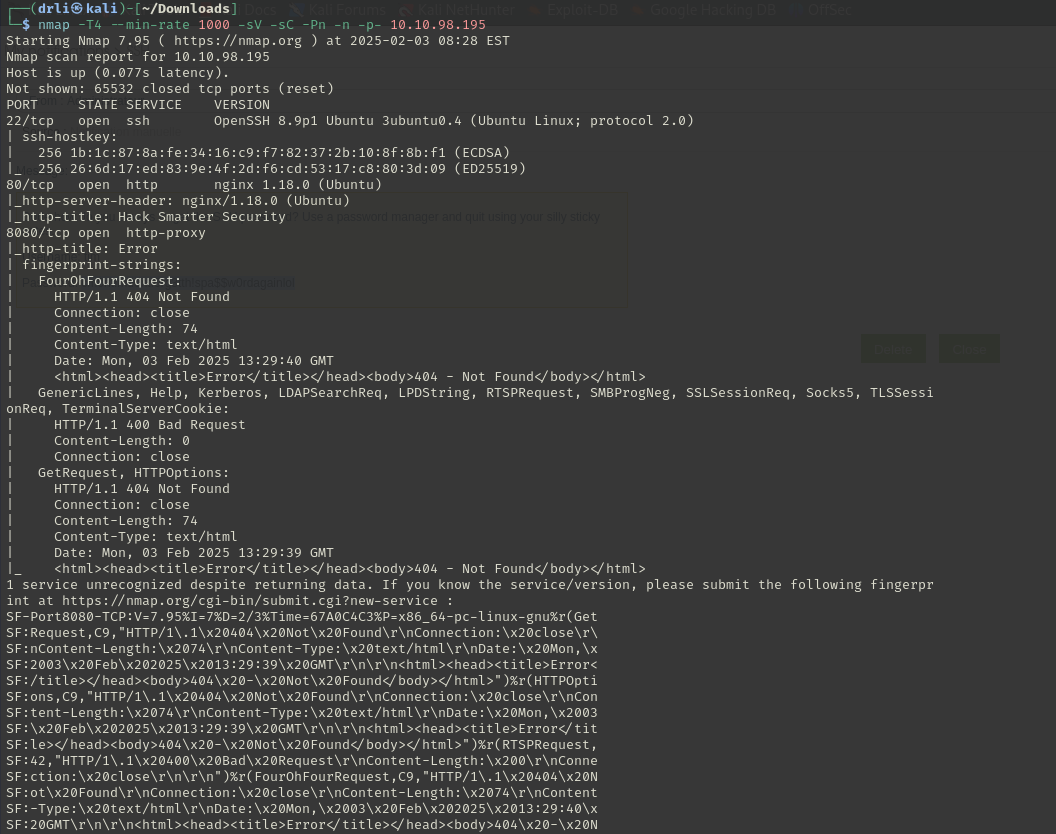 ┌──(drli㉿kali)-[~/Downloads]
└─$ nmap -T4 --min-rate 1000 -sV -sC -Pn -n -p- 10.10.98.195
Starting Nmap 7.95 ( https://nmap.org ) at 2025-02-03 08:28 EST
Nmap scan report for 10.10.98.195
Host is up (0.077s latency).
Not shown: 65532 closed tcp ports (reset)
PORT     STATE SERVICE    VERSION
22/tcp   open  ssh        OpenSSH 8.9p1 Ubuntu 3ubuntu0.4 (Ubuntu Linux; protocol 2.0)
| ssh-hostkey:
|   256 1b:1c:87:8a:fe:34:16:c9:f7:82:37:2b:10:8f:8b:f1 (ECDSA)
|_  256 26:6d:17:ed:83:9e:4f:2d:f6:cd:53:17:c8:80:3d:09 (ED25519)
80/tcp   open  http       nginx 1.18.0 (Ubuntu)
|_http-server-header: nginx/1.18.0 (Ubuntu)
|_http-title: Hack Smarter Security
8080/tcp open  http-proxy
|_http-title: Error
| fingerprint-strings:
|   FourOhFourRequest:
|     HTTP/1.1 404 Not Found
|     Connection: close
|     Content-Length: 74
|     Content-Type: text/html
|     Date: Mon, 03 Feb 2025 13:29:40 GMT
|     <html><head><title>Error</title></head><body>404 - Not Found</body></html>
|   GenericLines, Help, Kerberos, LDAPSearchReq, LPDString, RTSPRequest, SMBProgNeg, SSLSessionReq, Socks5, TLSSessi
onReq, TerminalServerCookie:
|     HTTP/1.1 400 Bad Request
|     Content-Length: 0
|     Connection: close
|   GetRequest, HTTPOptions:
|     HTTP/1.1 404 Not Found
|     Connection: close
|     Content-Length: 74
|     Content-Type: text/html
|     Date: Mon, 03 Feb 2025 13:29:39 GMT
|_    <html><head><title>Error</title></head><body>404 - Not Found</body></html>
1 service unrecognized despite returning data. If you know the service/version, please submit the following fingerpr
int at https://nmap.org/cgi-bin/submit.cgi?new-service :
SF-Port8080-TCP:V=7.95%I=7%D=2/3%Time=67A0C4C3%P=x86_64-pc-linux-gnu%r(Get
SF:Request,C9,"HTTP/1\.1\x20404\x20Not\x20Found\r\nConnection:\x20close\r\
SF:nContent-Length:\x2074\r\nContent-Type:\x20text/html\r\nDate:\x20Mon,\x
SF:2003\x20Feb\x202025\x2013:29:39\x20GMT\r\n\r\n<html><head><title>Error<
SF:/title></head><body>404\x20-\x20Not\x20Found</body></html>")%r(HTTPOpti
SF:ons,C9,"HTTP/1\.1\x20404\x20Not\x20Found\r\nConnection:\x20close\r\nCon
SF:tent-Length:\x2074\r\nContent-Type:\x20text/html\r\nDate:\x20Mon,\x2003
SF:\x20Feb\x202025\x2013:29:39\x20GMT\r\n\r\n<html><head><title>Error</tit
SF:le></head><body>404\x20-\x20Not\x20Found</body></html>")%r(RTSPRequest,
SF:42,"HTTP/1\.1\x20400\x20Bad\x20Request\r\nContent-Length:\x200\r\nConne
SF:ction:\x20close\r\n\r\n")%r(FourOhFourRequest,C9,"HTTP/1\.1\x20404\x20N
SF:ot\x20Found\r\nConnection:\x20close\r\nContent-Length:\x2074\r\nContent
SF:-Type:\x20text/html\r\nDate:\x20Mon,\x2003\x20Feb\x202025\x2013:29:40\x
SF:20GMT\r\n\r\n<html><head><title>Error</title></head><body>404\x20-\x20N